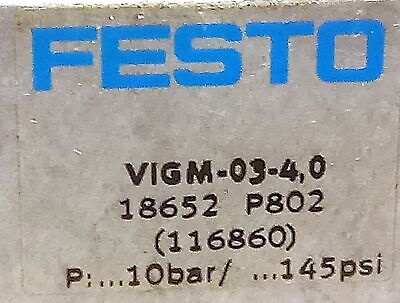 FESTO
VIGM-03-4,0
18652 P802
(116860)
P:...10bar/ ...145psi